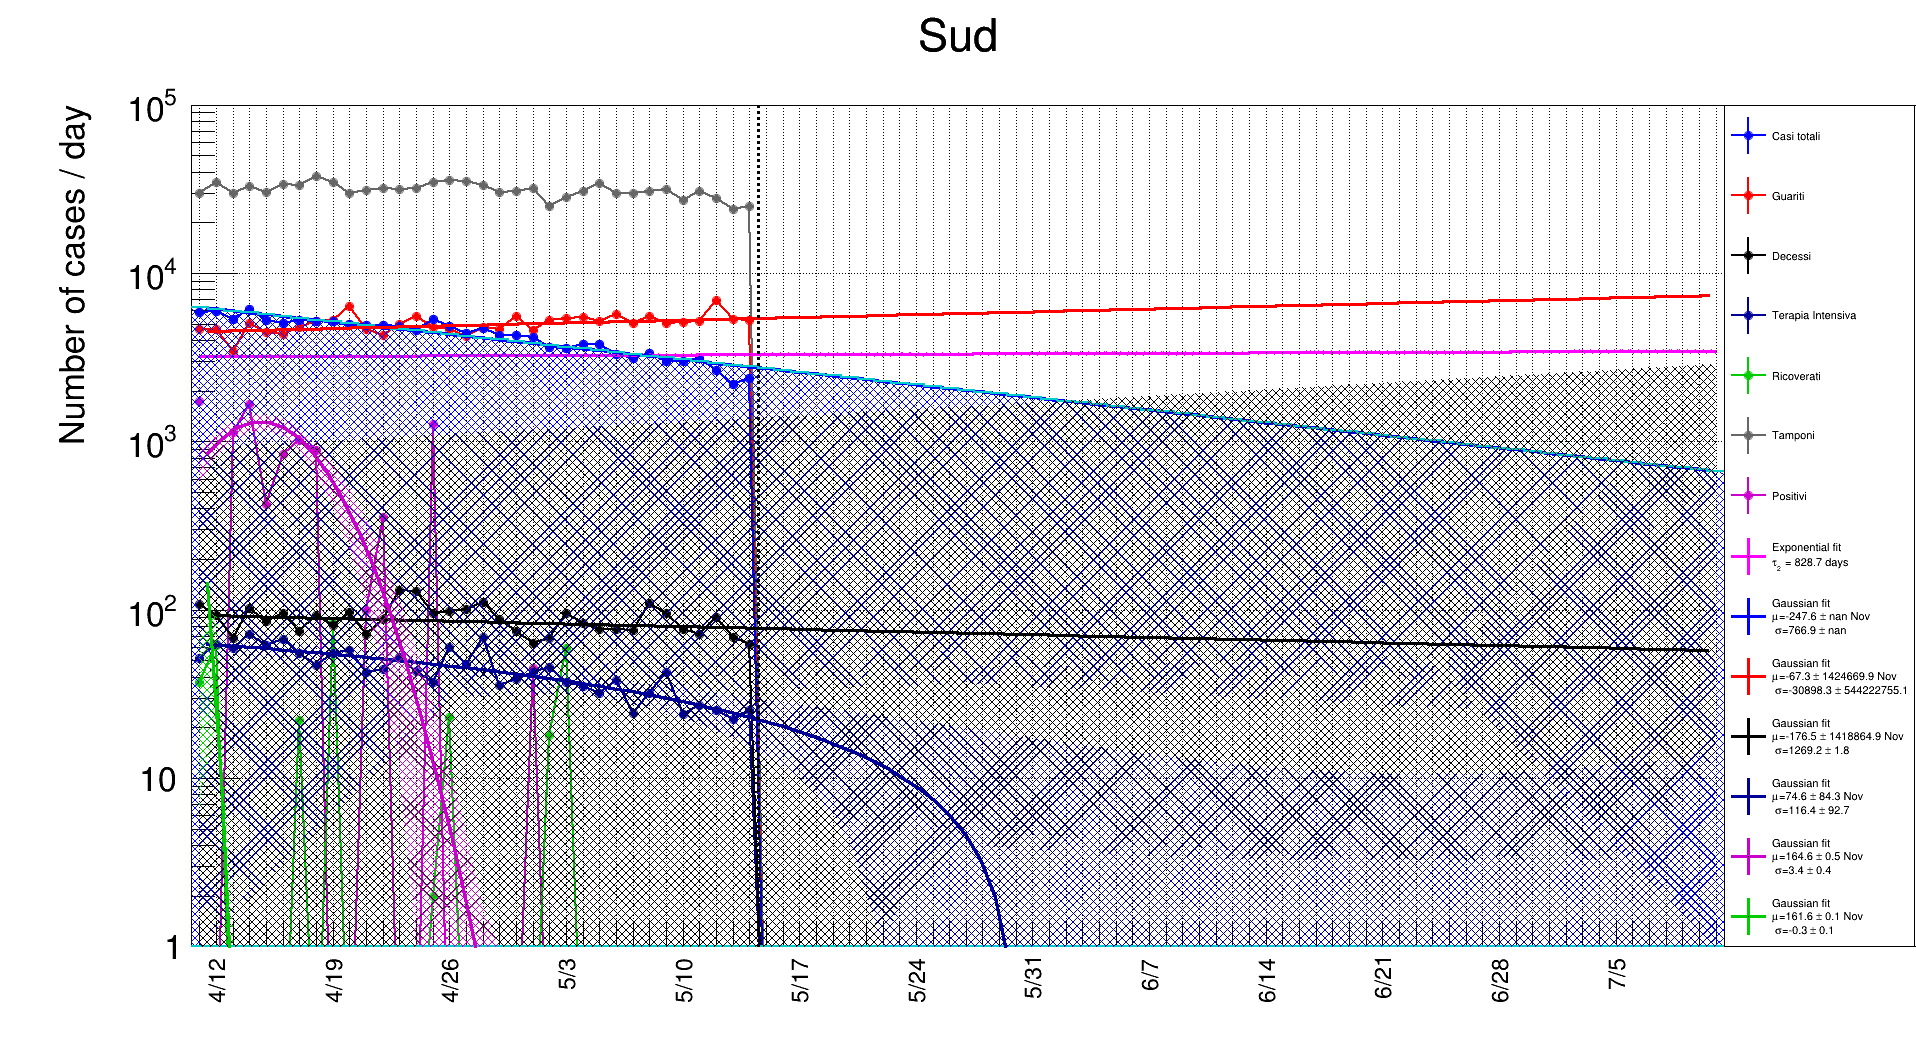 Sud
Number of cases / day
10^5
10^4
10^3
10^2
10
1
4/12
4/19
4/26
5/3
5/10
5/17
5/24
5/31
6/7
6/14
6/21
6/28
7/5
Casi totali
Guariti
Decessi
Terapia Intensiva
Ricoverati
Tamponi
Positivi
Exponential fit
τ₂ = 828.7 days
Gaussian fit
μ=-247.6 ± nan Nov
σ=766.9 ± nan
Gaussian fit
μ=-67.3 ± 1424669.9 Nov
σ=-30898.3 ± 544222755.1
Gaussian fit
μ=-176.5 ± 1418864.9 Nov
σ=1269.2 ± 1.8
Gaussian fit
μ=74.6 ± 84.3 Nov
σ=116.4 ± 92.7
Gaussian fit
μ=164.6 ± 0.5 Nov
σ=3.4 ± 0.4
Gaussian fit
μ=161.6 ± 0.1 Nov
σ=-0.3 ± 0.1